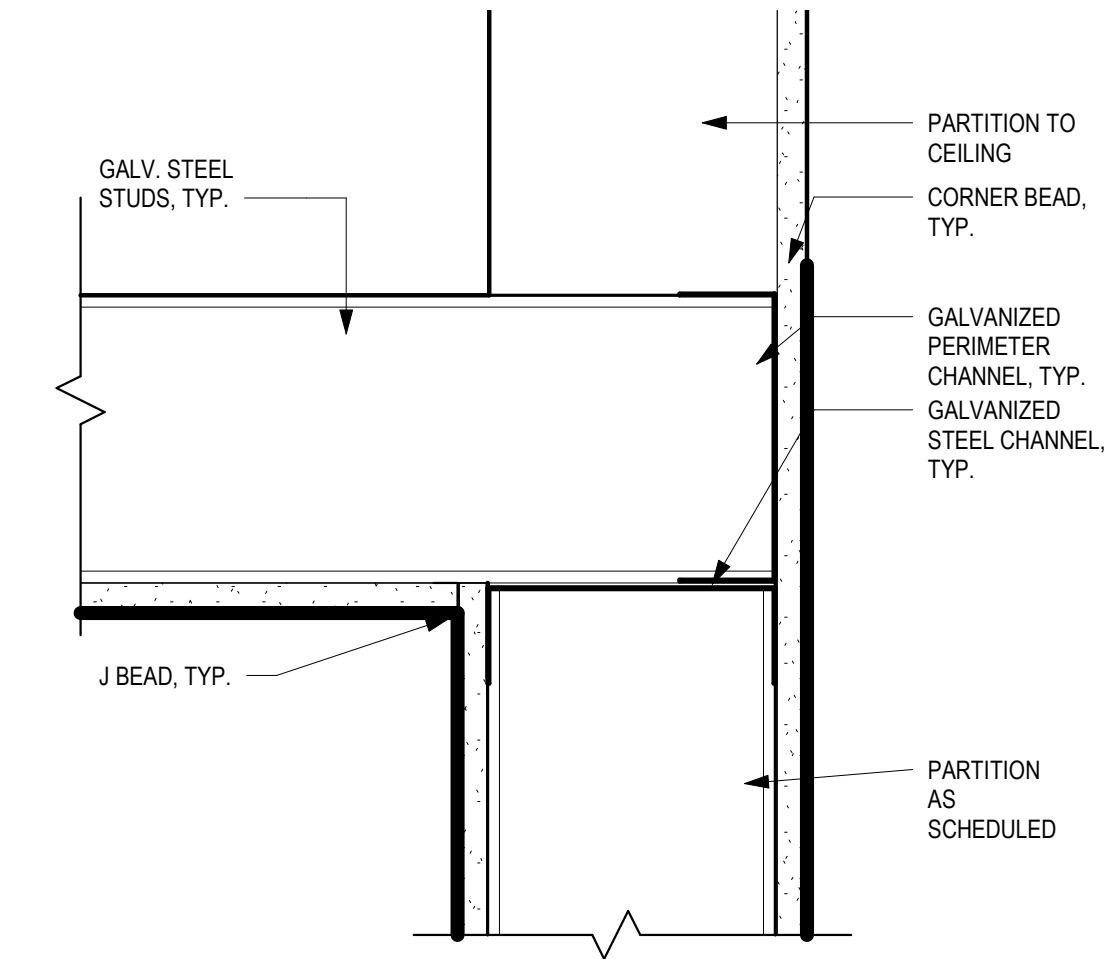 GALV. STEEL
STUDS, TYP.
J BEAD, TYP.
PARTITION TO
CEILING
CORNER BEAD,
TYP.
GALVANIZED
PERIMETER
CHANNEL, TYP.
GALVANIZED
STEEL CHANNEL,
TYP.
PARTITION
AS
SCHEDULED